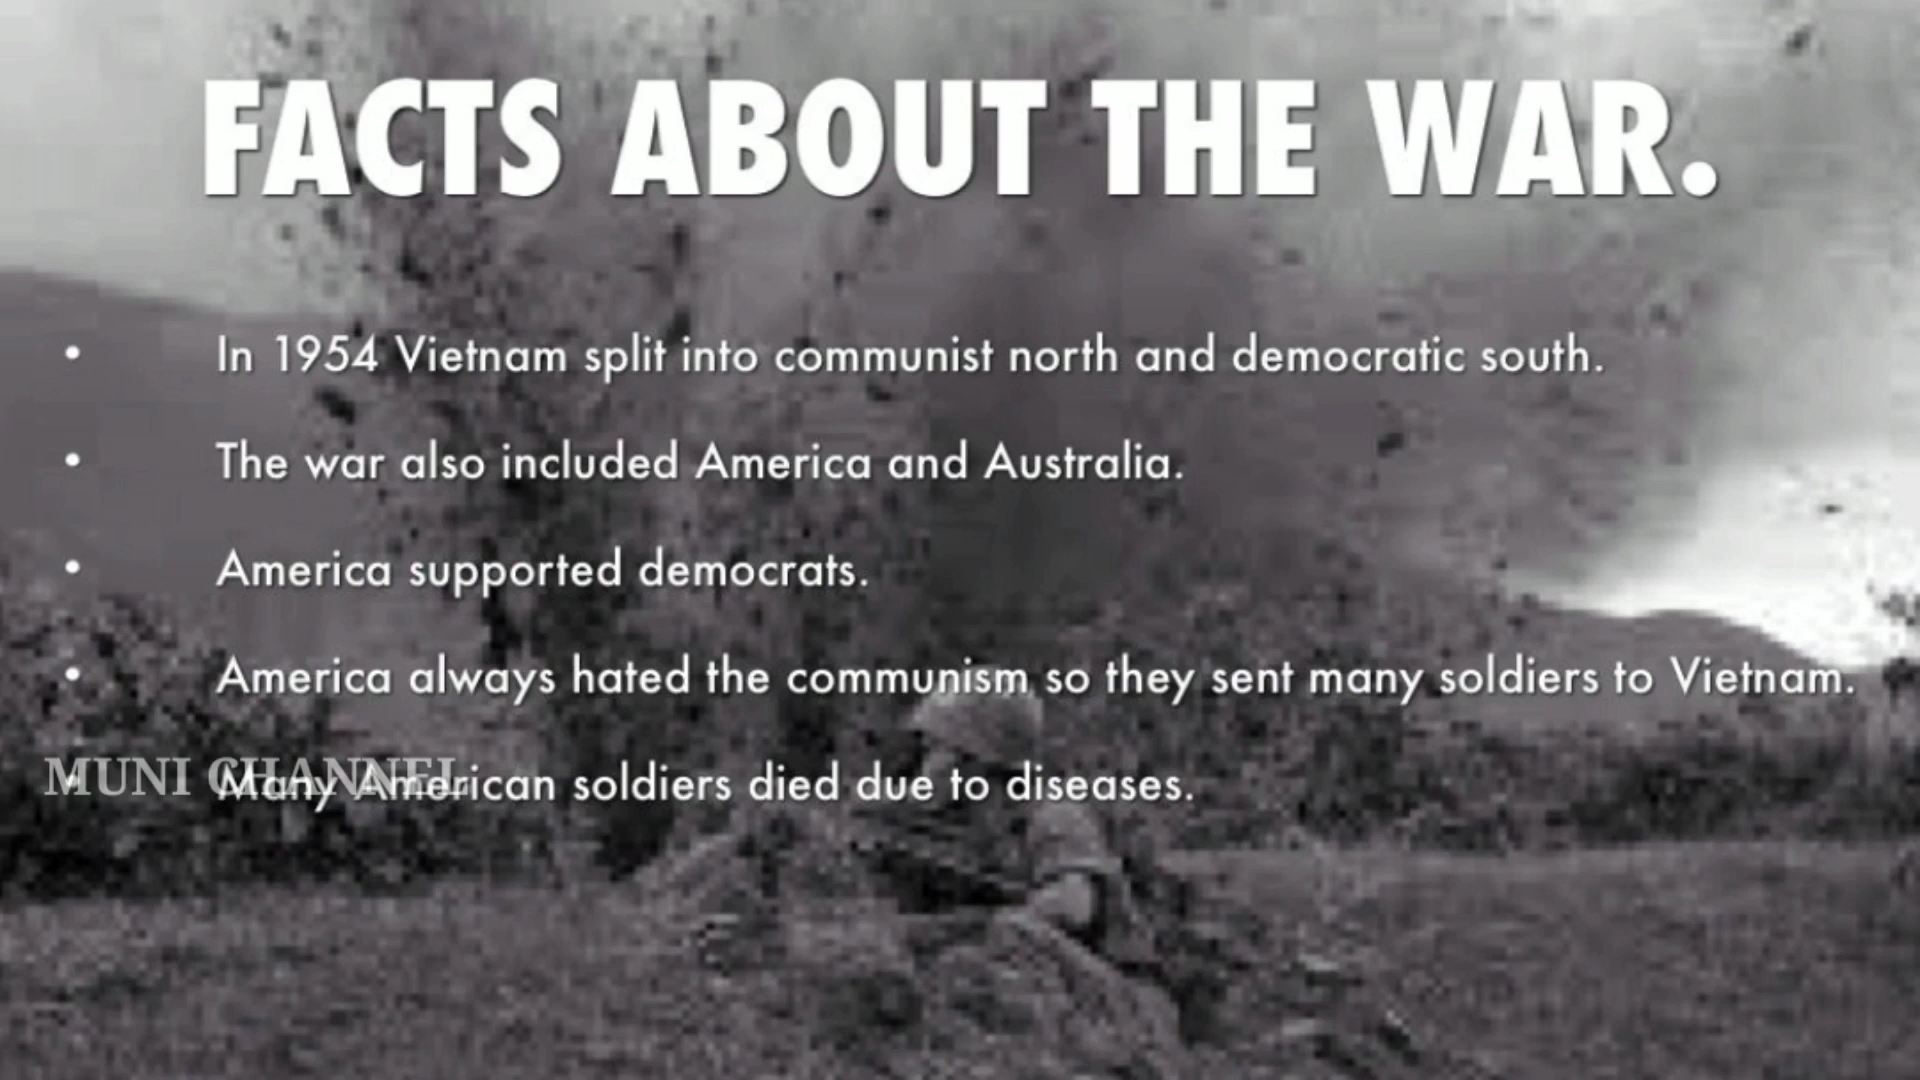 FACTS ABOUT THE WAR.
• In 1954 Vietnam split into communist north and democratic south.
• The war also included America and Australia.
• America supported democrats.
• America always hated the communism so they sent many soldiers to Vietnam.
• Many American soldiers died due to diseases.
MUNI CHANNEL